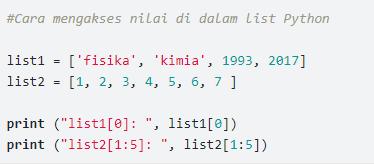 #Cara mengakses nilai di dalam list Python
list1 = ['fisika', 'kimia', 1993, 2017]
list2 = [1, 2, 3, 4, 5, 6, 7 ]
print ("list1[0]: ", list1[0])
print ("list2[1:5]: ", list2[1:5])